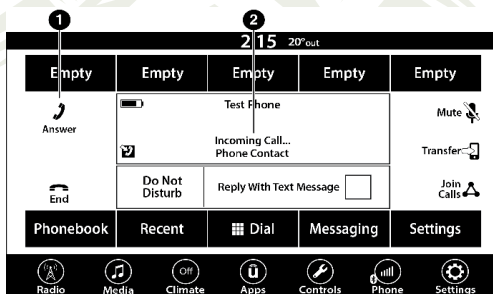 1 2
2 15 20°out
Empty Empty Empty Empty Empty
Answer
Test Phone
Incoming Call...
Phone Contact
Mute
Transfer
End
Do Not
Disturb
Reply With Text Message
Join
Calls
Phonebook Recent Dial Messaging Settings
Off ū
Radio Media Climate Apps Controls Phone Settings